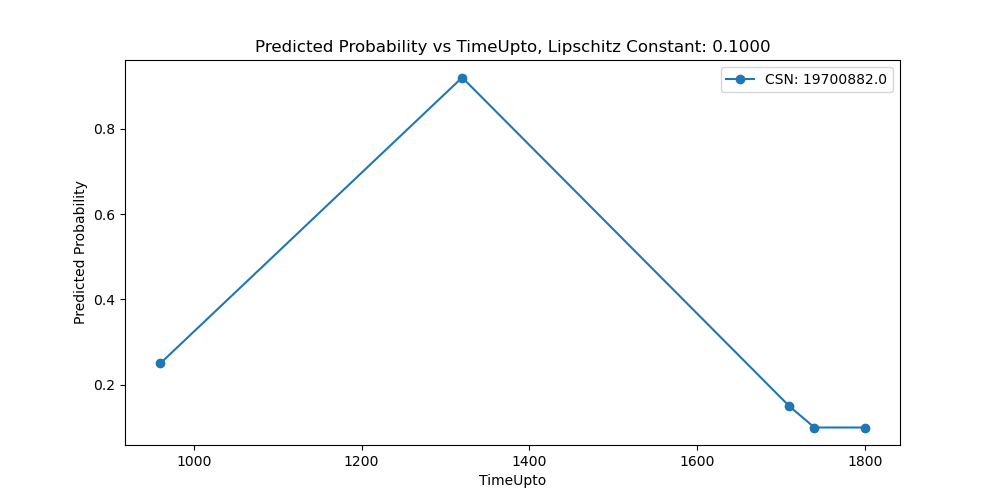 Predicted Probability vs TimeUpto, Lipschitz Constant: 0.1000
CSN: 19700882.0
Predicted Probability
0.8
0.6
0.4
0.2
1000 1200 1400 1600 1800
TimeUpto